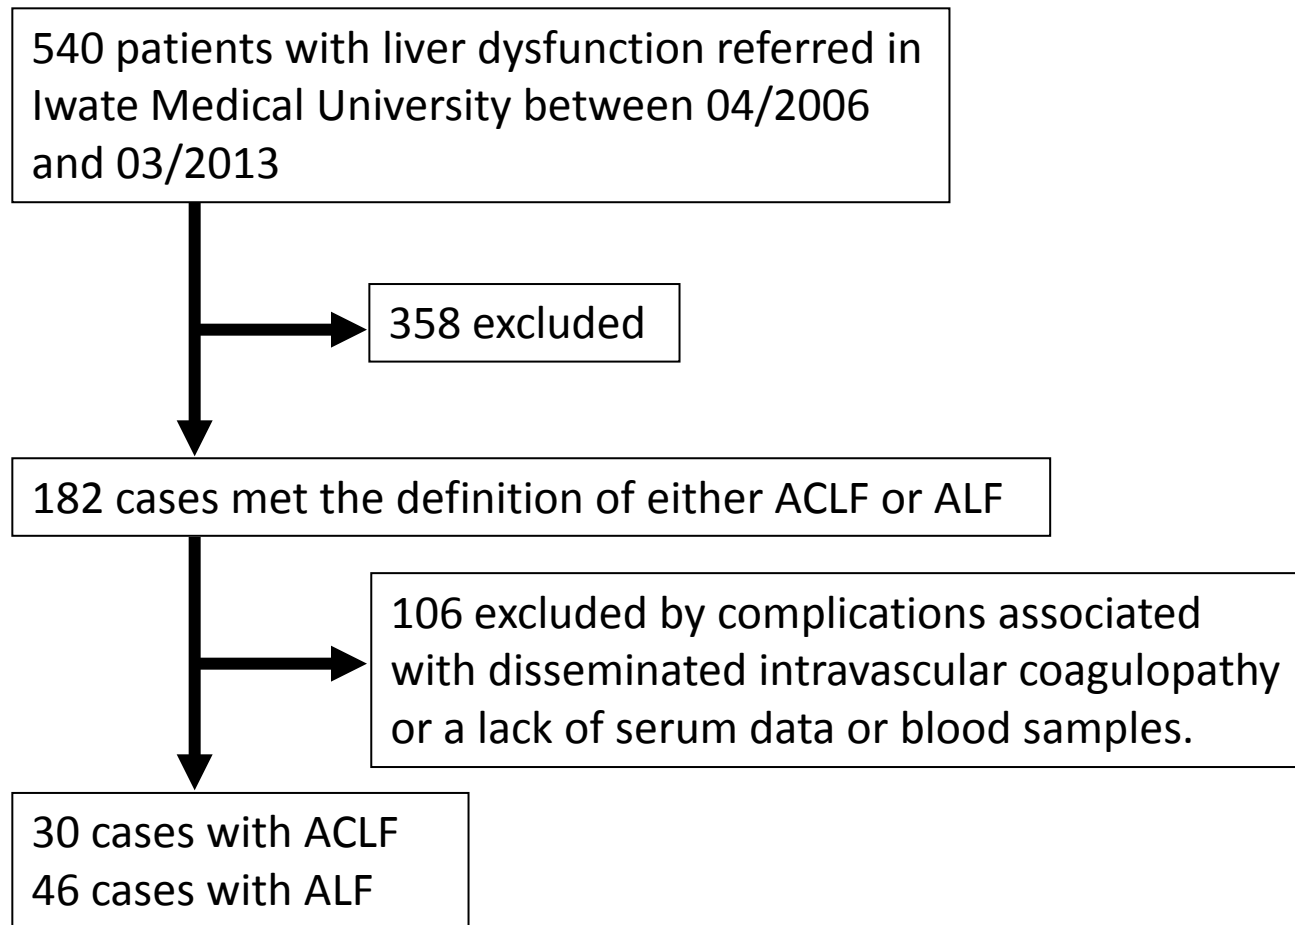 540 patients with liver dysfunction referred in
Iwate Medical University between 04/2006
and 03/2013
358 excluded
182 cases met the definition of either ACLF or ALF
106 excluded by complications associated
with disseminated intravascular coagulopathy
or a lack of serum data or blood samples.
30 cases with ACLF
46 cases with ALF